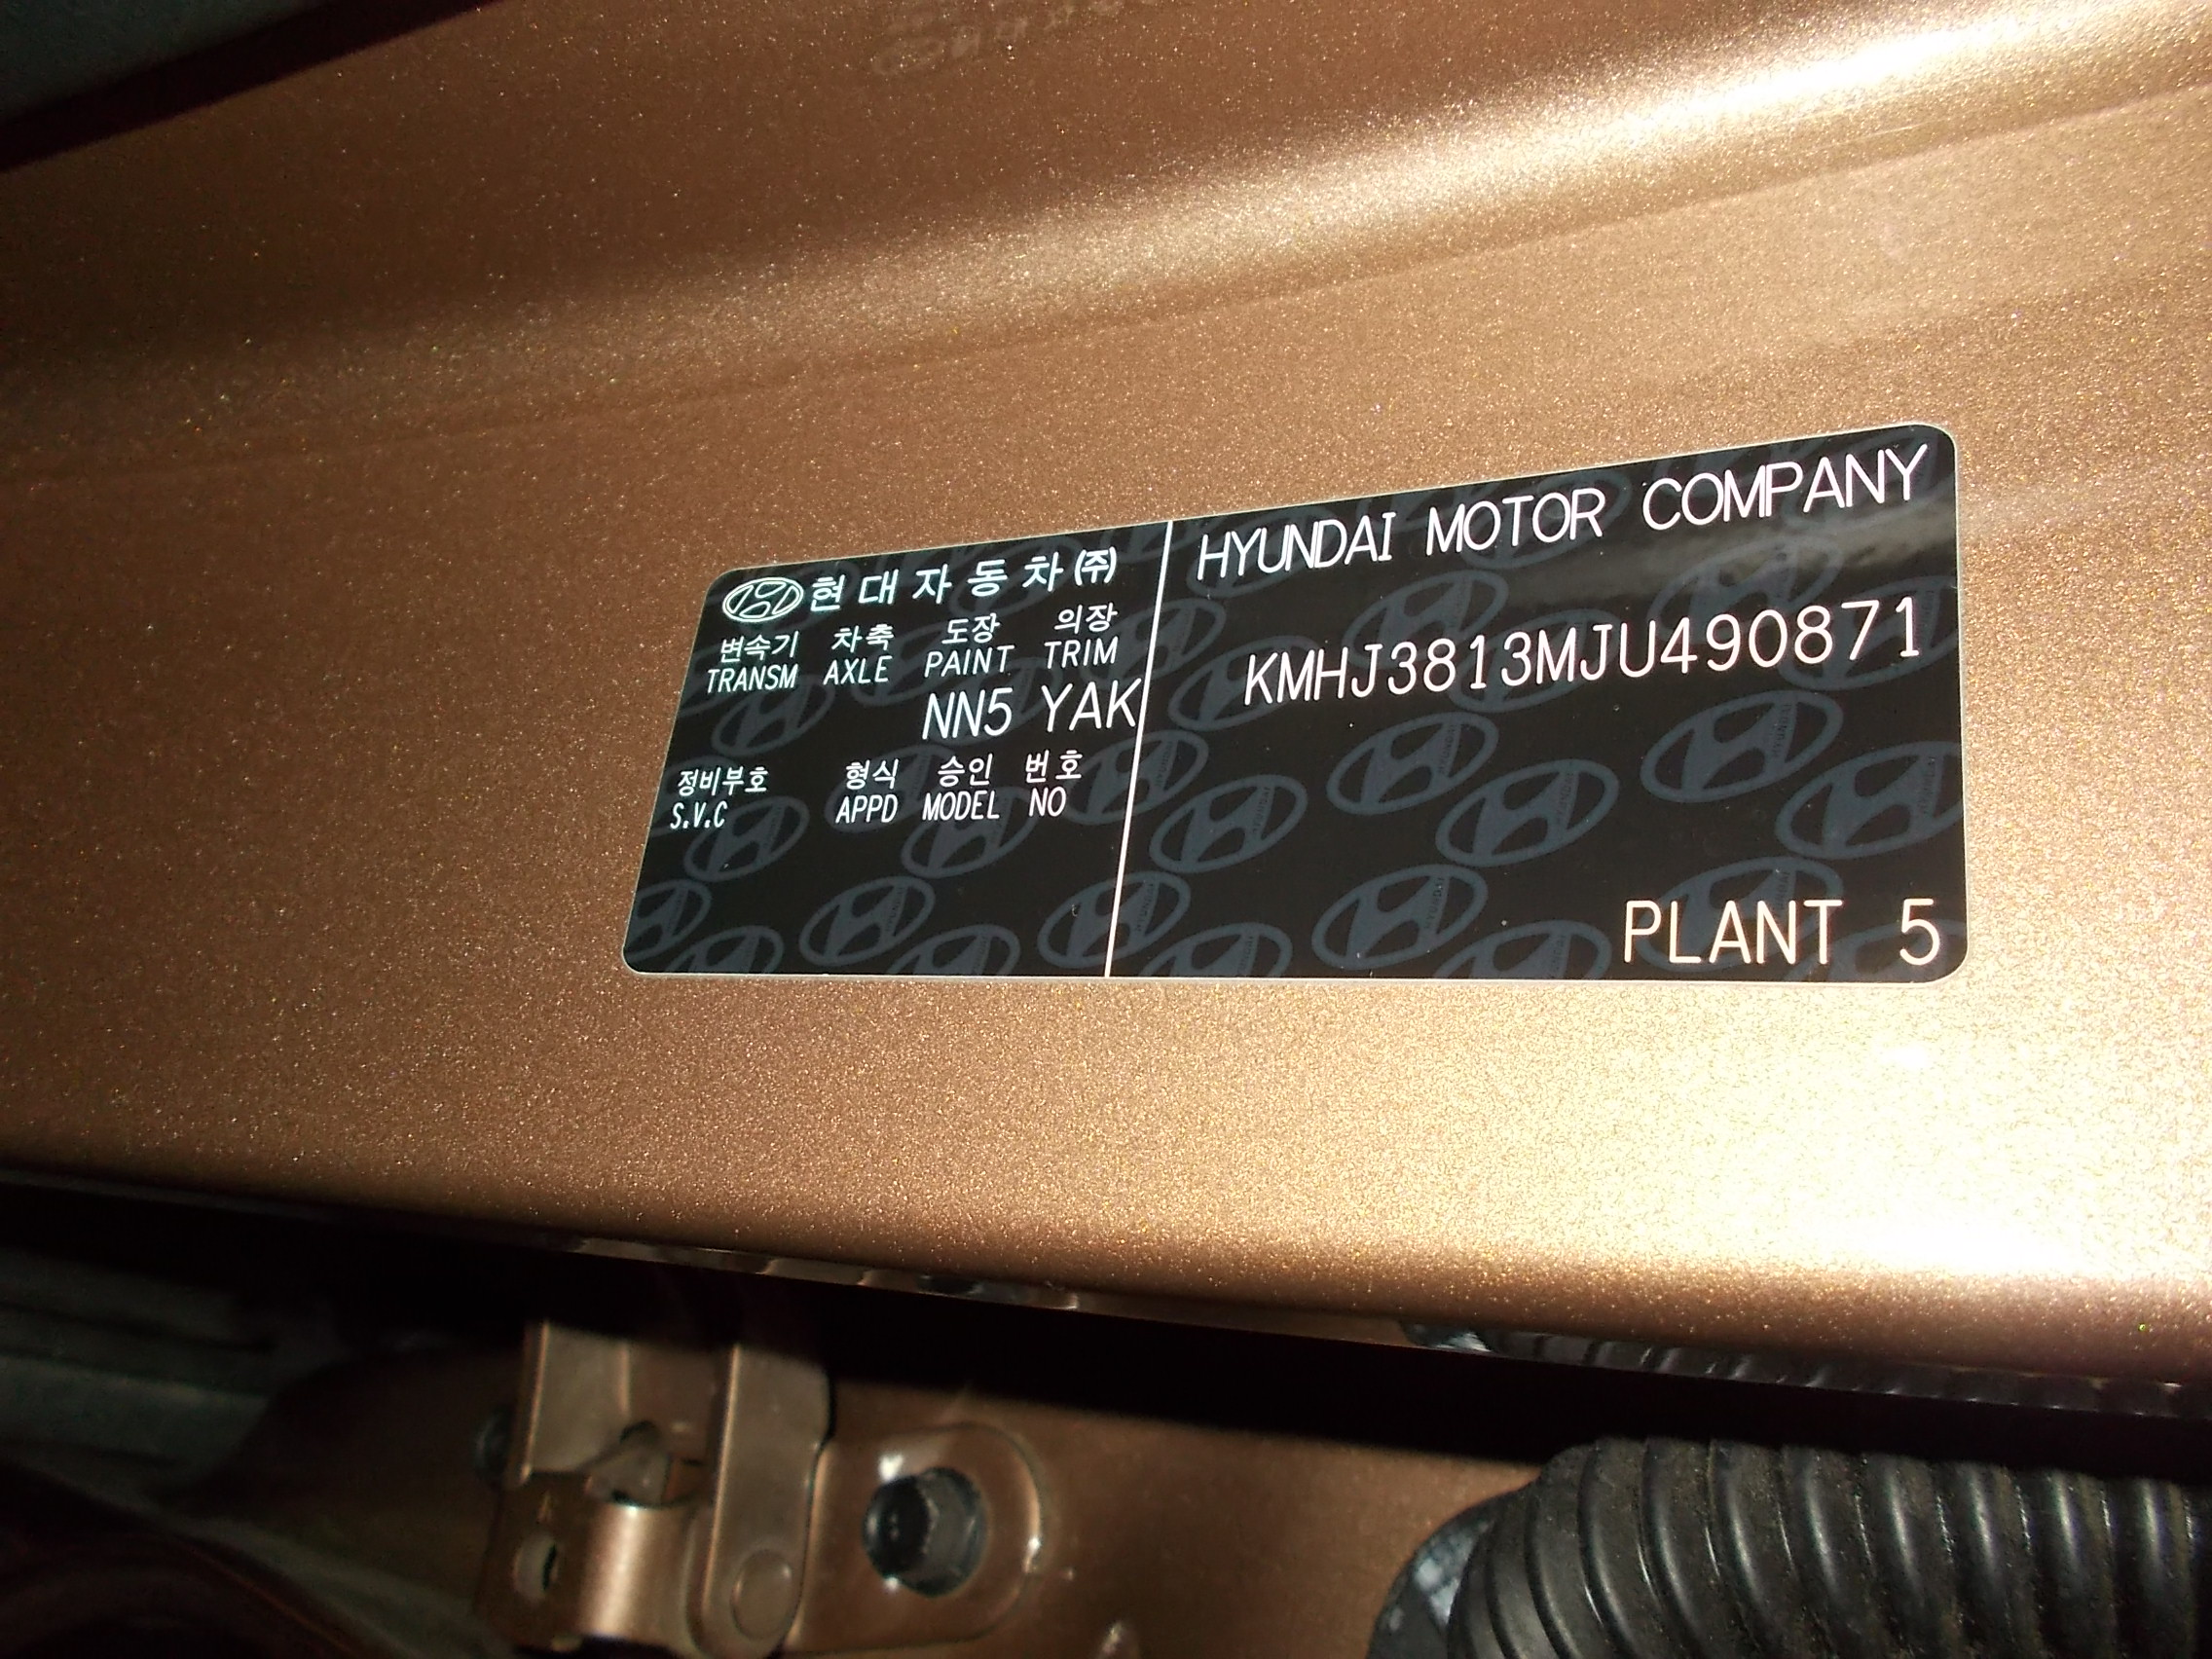 현대자동차(주)
변속기 차축 도장 의장
TRANSM AXLE PAINT TRIM
NN5 YAK
정비부호 형식 승인 번호
S.V.C APPD MODEL NO
HYUNDAI MOTOR COMPANY
KMHJ3813MJU490871
PLANT 5